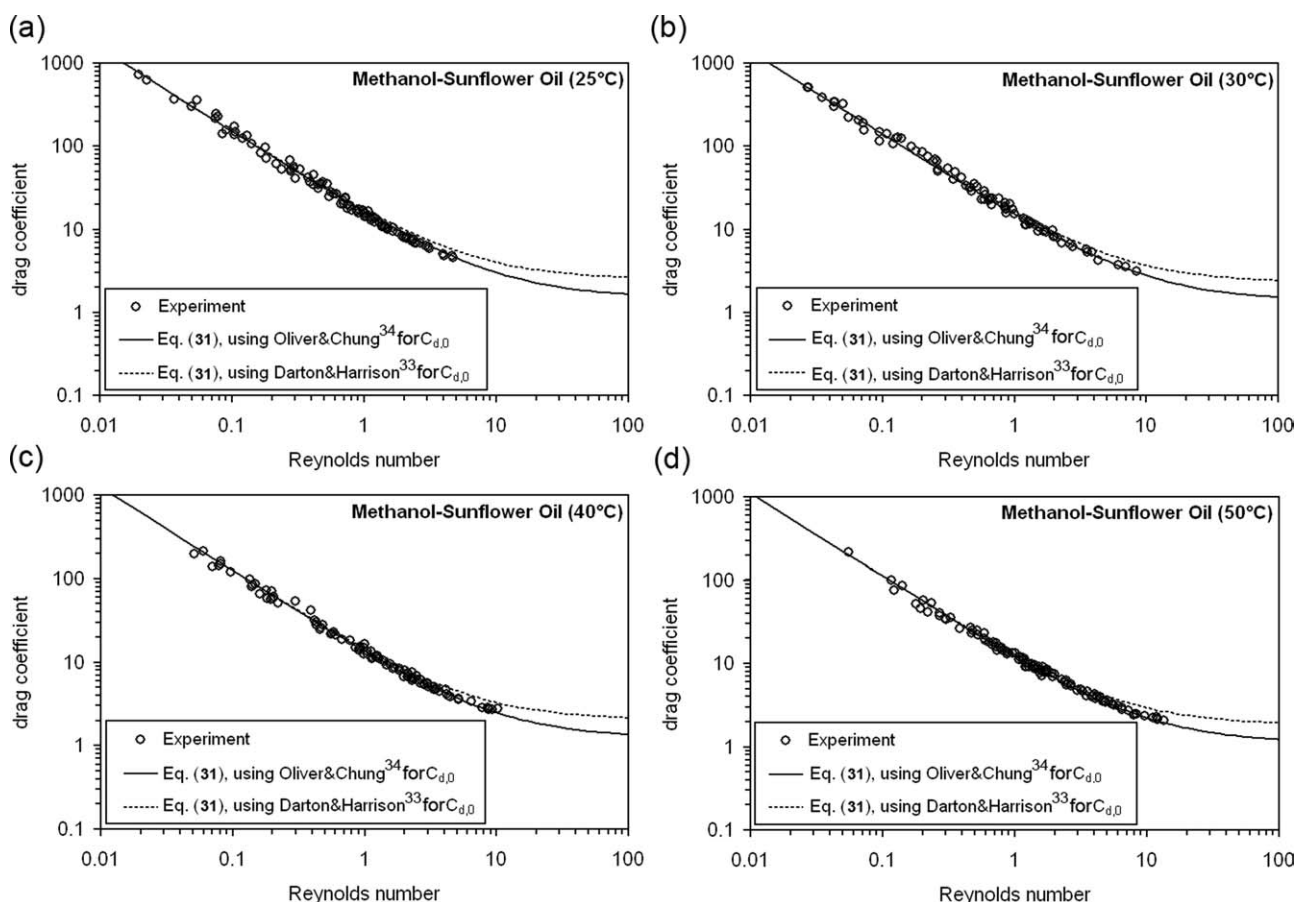 (a)
Methanol-Sunflower Oil (25°C)
1000
100
10
1
0.1
drag coefficient
Experiment
Eq. (31), using Oliver&Chung34forCd,0
Eq. (31), using Darton&Harrison33forCd,0
0.01 0.1 1 10 100
Reynolds number
(b)
Methanol-Sunflower Oil (30°C)
1000
100
10
1
0.1
drag coefficient
Experiment
Eq. (31), using Oliver&Chung34forCd,0
Eq. (31), using Darton&Harrison33forCd,0
0.01 0.1 1 10 100
Reynolds number
(c)
Methanol-Sunflower Oil (40°C)
1000
100
10
1
0.1
drag coefficient
Experiment
Eq. (31), using Oliver&Chung34forCd,0
Eq. (31), using Darton&Harrison33forCd,0
0.01 0.1 1 10 100
Reynolds number
(d)
Methanol-Sunflower Oil (50°C)
1000
100
10
1
0.1
drag coefficient
Experiment
Eq. (31), using Oliver&Chung34forCd,0
Eq. (31), using Darton&Harrison33forCd,0
0.01 0.1 1 10 100
Reynolds number